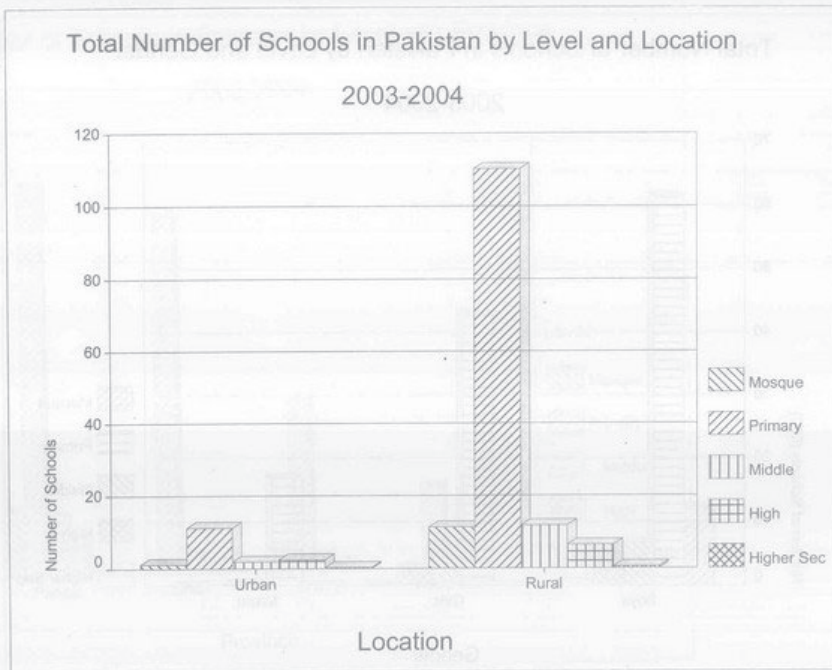 Total Number of Schools in Pakistan by Level and Location
2003-2004
120
100
80
60
40
20
0
Number of Schools
Urban
Rural
Location
Mosque
Primary
Middle
High
Higher Sec